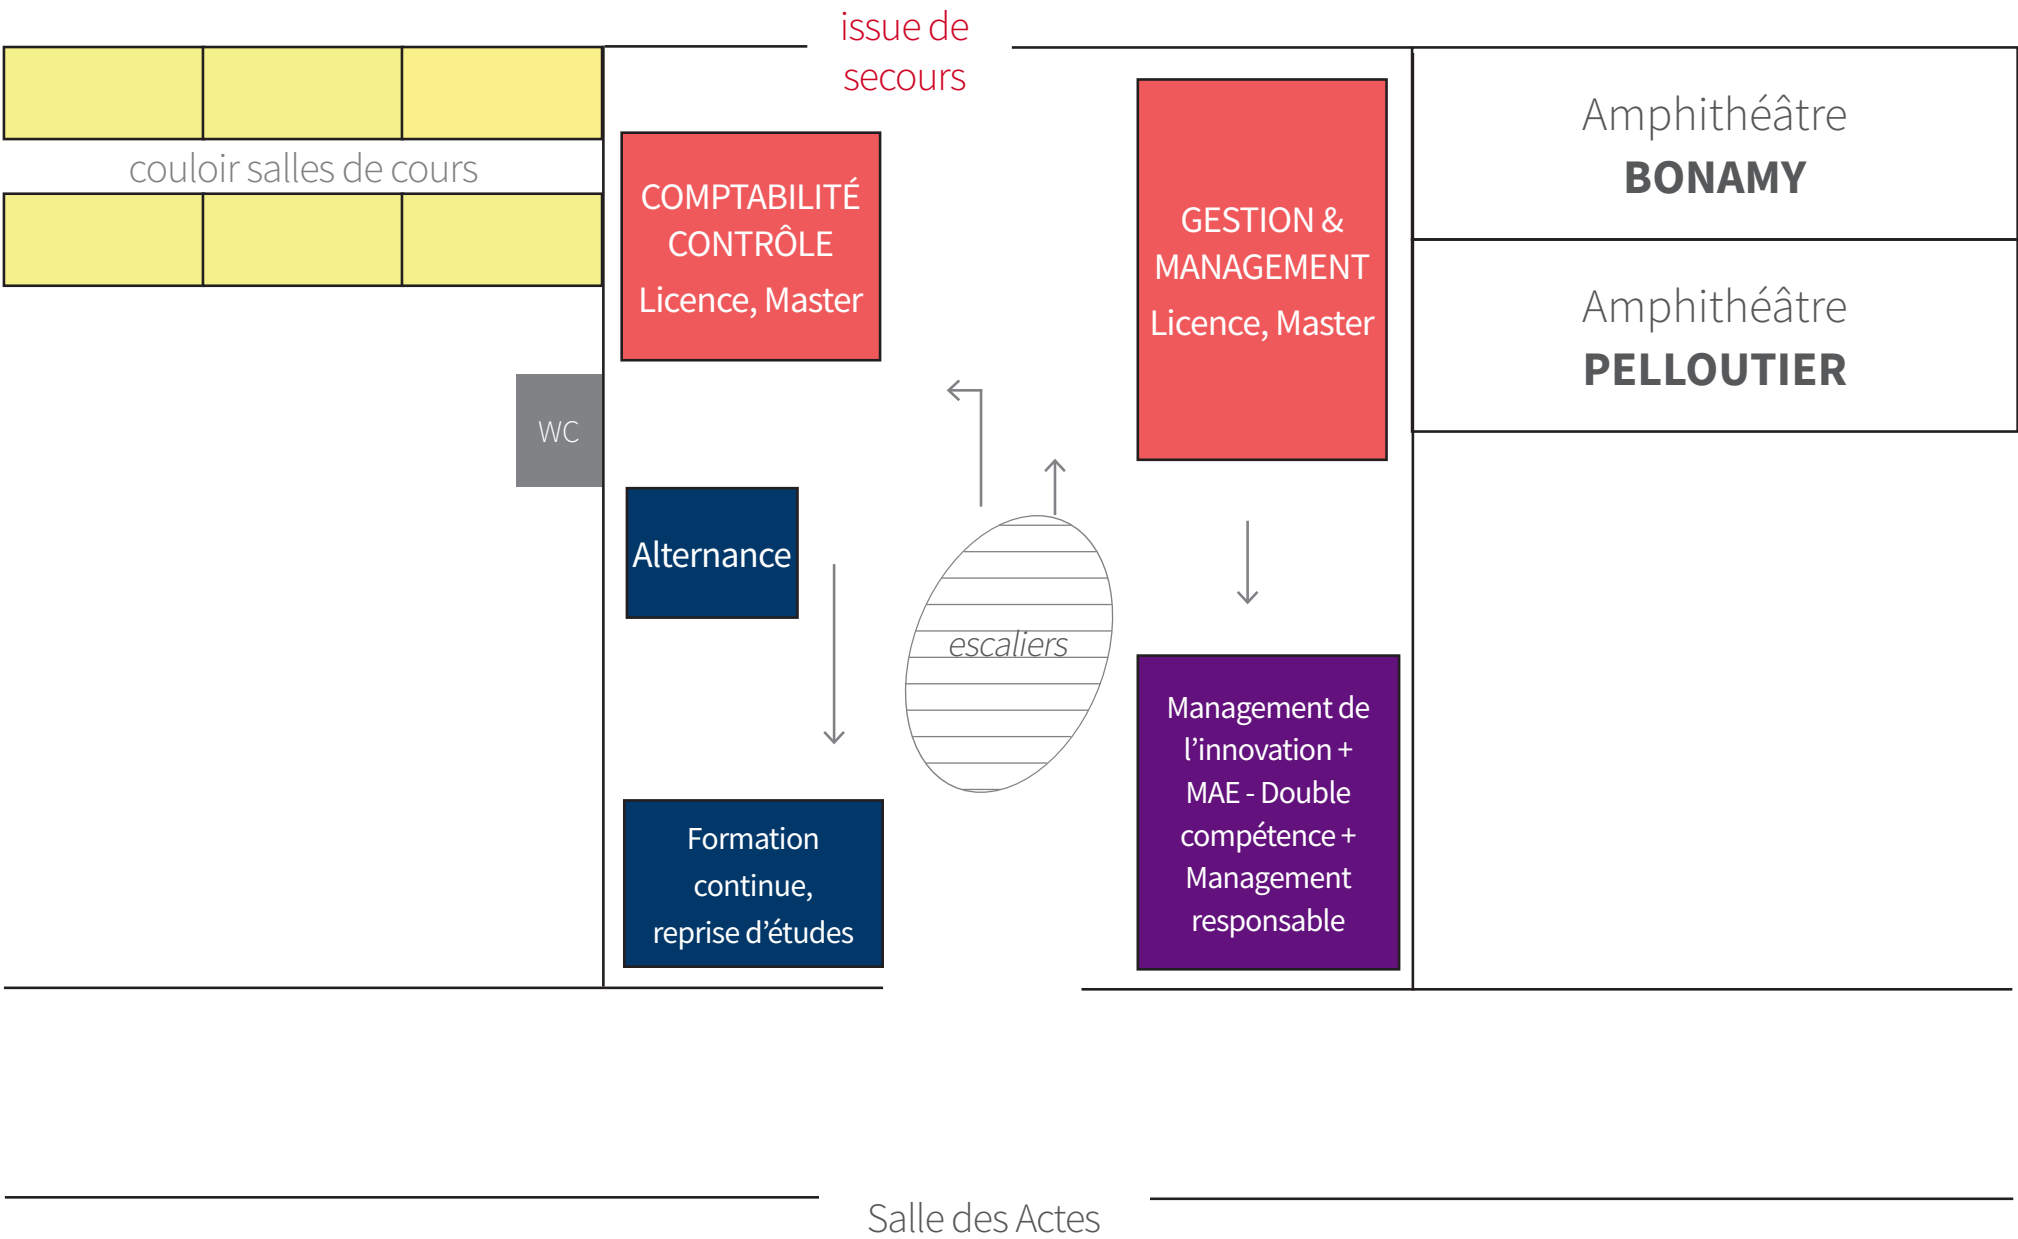 issue de
secours
couloir salles de cours
COMPTABILITÉ
CONTRÔLE
Licence, Master
GESTION &
MANAGEMENT
Licence, Master
Amphithéâtre
BONAMY
Amphithéâtre
PELLOUTIER
WC
Alternance
escaliers
Formation
continue,
reprise d’études
Management de
l’innovation +
MAE - Double
compétence +
Management
responsable
Salle des Actes